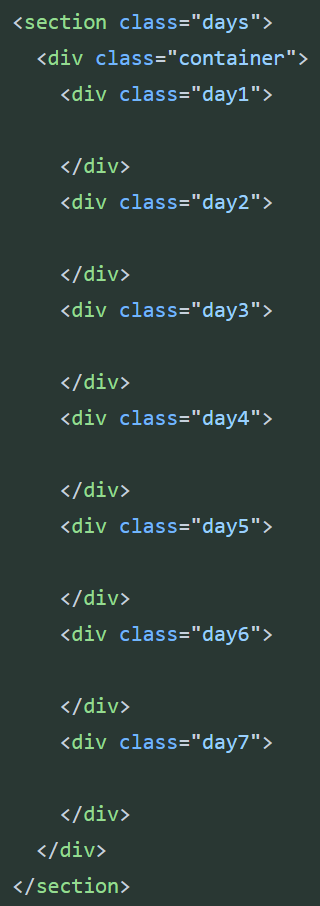 <section class="days">
<div class="container">
<div class="day1">
</div>
<div class="day2">
</div>
<div class="day3">
</div>
<div class="day4">
</div>
<div class="day5">
</div>
<div class="day6">
</div>
<div class="day7">
</div>
</div>
</section>